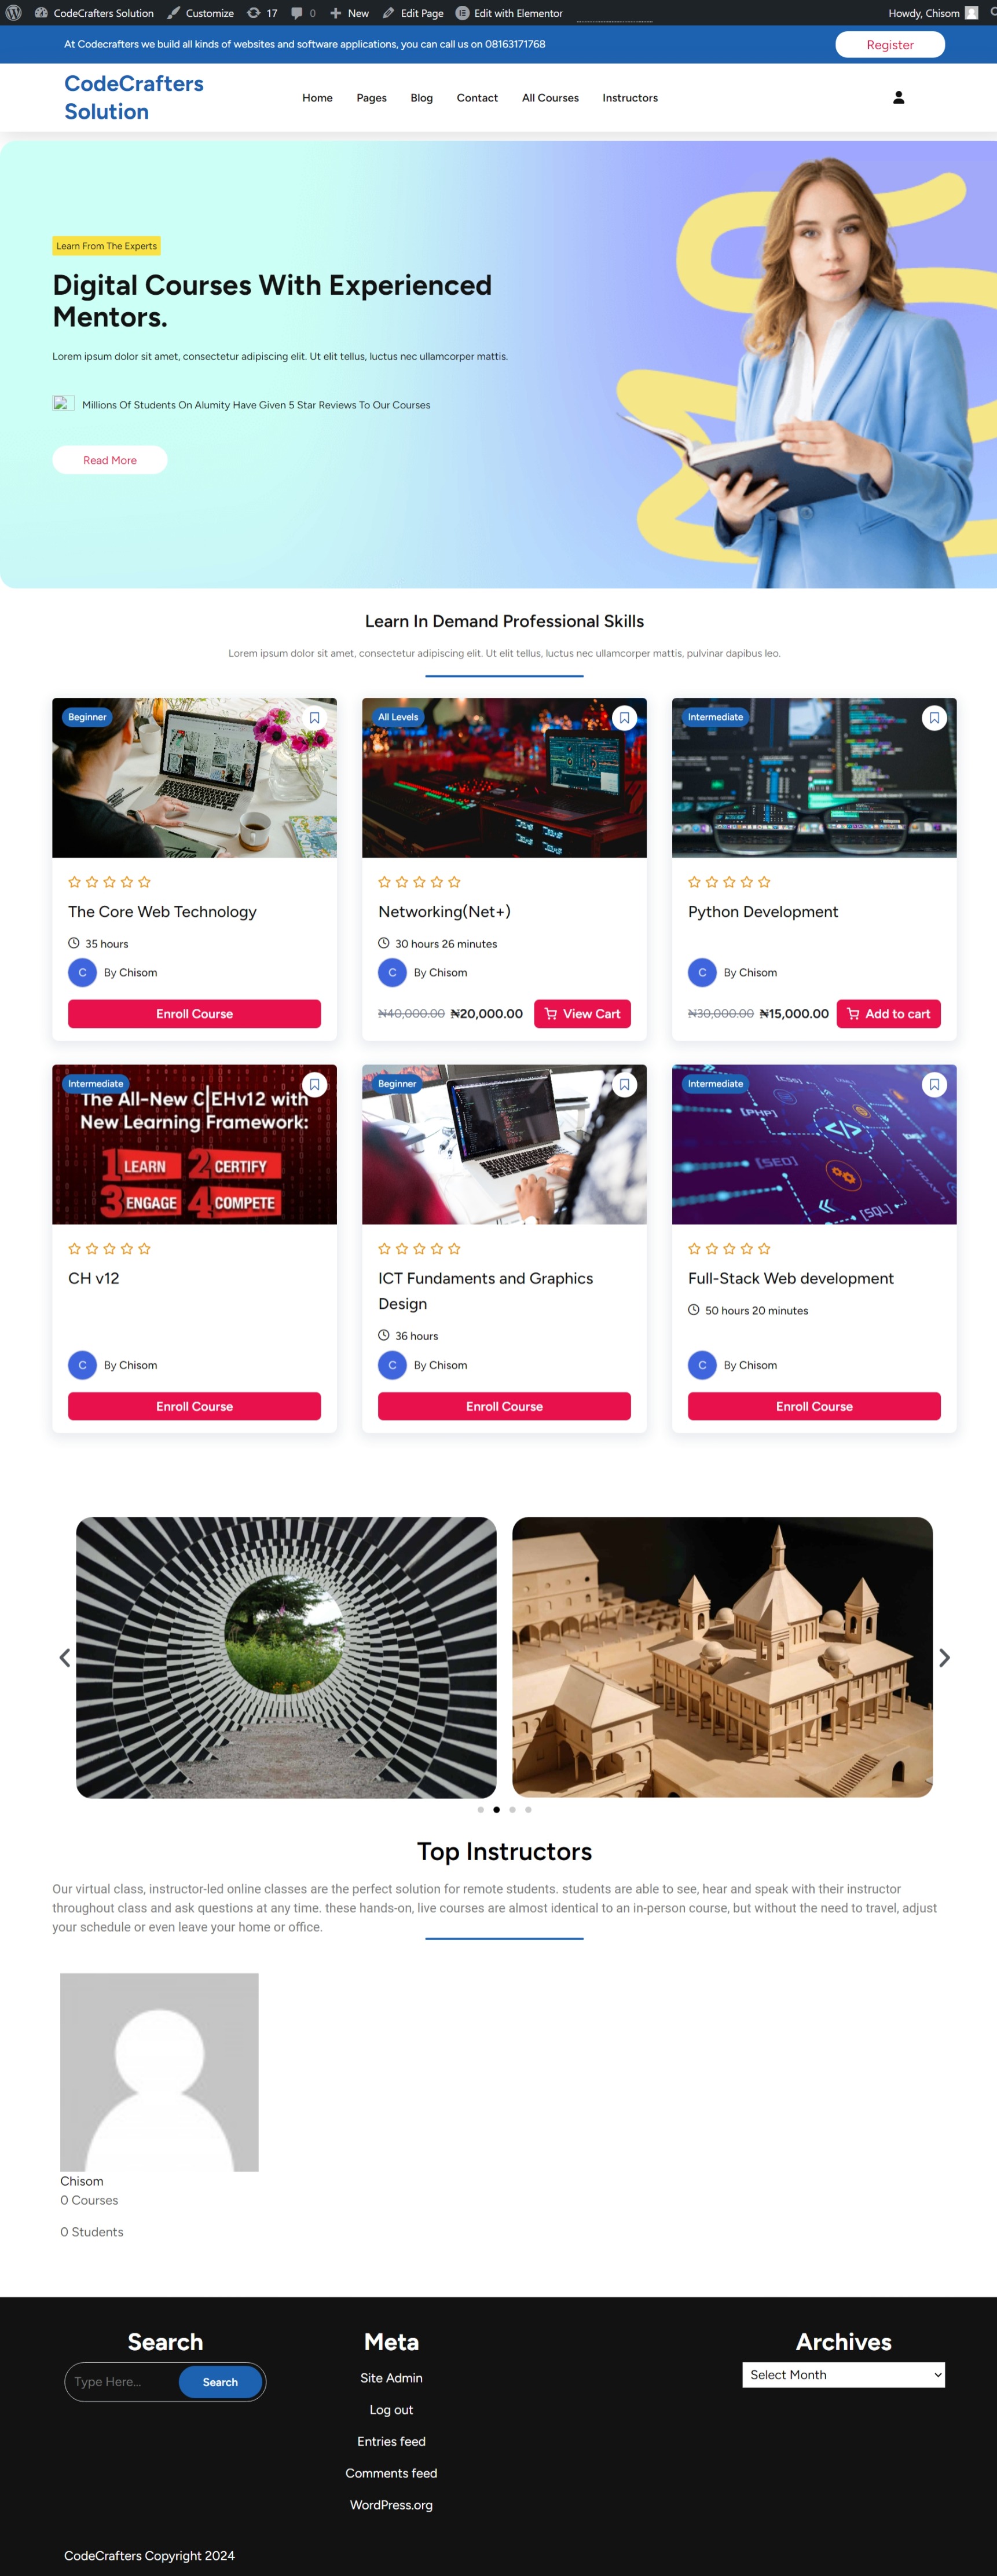 CodeCrafters Solution Customize 17 0 New Edit Page Edit with Elementor Howdy, Chisom
At Codecrafters we build all kinds of websites and software applications, you can call us on 08163171768 Register
CodeCrafters
Solution
Home Pages Blog Contact All Courses Instructors
Learn From The Experts
Digital Courses With Experienced
Mentors.
Lorem ipsum dolor sit amet, consectetur adipiscing elit. Ut elit tellus, luctus nec ullamcorper mattis.
Millions Of Students On Alumity Have Given 5 Star Reviews To Our Courses
Read More
Learn In Demand Professional Skills
Lorem ipsum dolor sit amet, consectetur adipiscing elit. Ut elit tellus, luctus nec ullamcorper mattis, pulvinar dapibus leo.
Beginner
The Core Web Technology
35 hours
C By Chisom
Enroll Course
All Levels
Networking(Net+)
30 hours 26 minutes
C By Chisom
₦40,000.00 ₦20,000.00 View Cart
Intermediate
Python Development
C By Chisom
₦30,000.00 ₦15,000.00 Add to cart
Intermediate
The All-New C|EHv12 with
New Learning Framework:
1 LEARN 2 CERTIFY
3 ENGAGE 4 COMPETE
CH v12
C By Chisom
Enroll Course
Beginner
ICT Fundaments and Graphics
Design
36 hours
C By Chisom
Enroll Course
Intermediate
[CSS]
[PHP]
</>
[SEO]
[SQL]
Full-Stack Web development
50 hours 20 minutes
C By Chisom
Enroll Course
Top Instructors
Our virtual class, instructor-led online classes are the perfect solution for remote students. students are able to see, hear and speak with their instructor
throughout class and ask questions at any time. these hands-on, live courses are almost identical to an in-person course, but without the need to travel, adjust
your schedule or even leave your home or office.
Chisom
0 Courses
0 Students
Search
Type Here... Search
Meta
Site Admin
Log out
Entries feed
Comments feed
WordPress.org
Archives
Select Month
CodeCrafters Copyright 2024